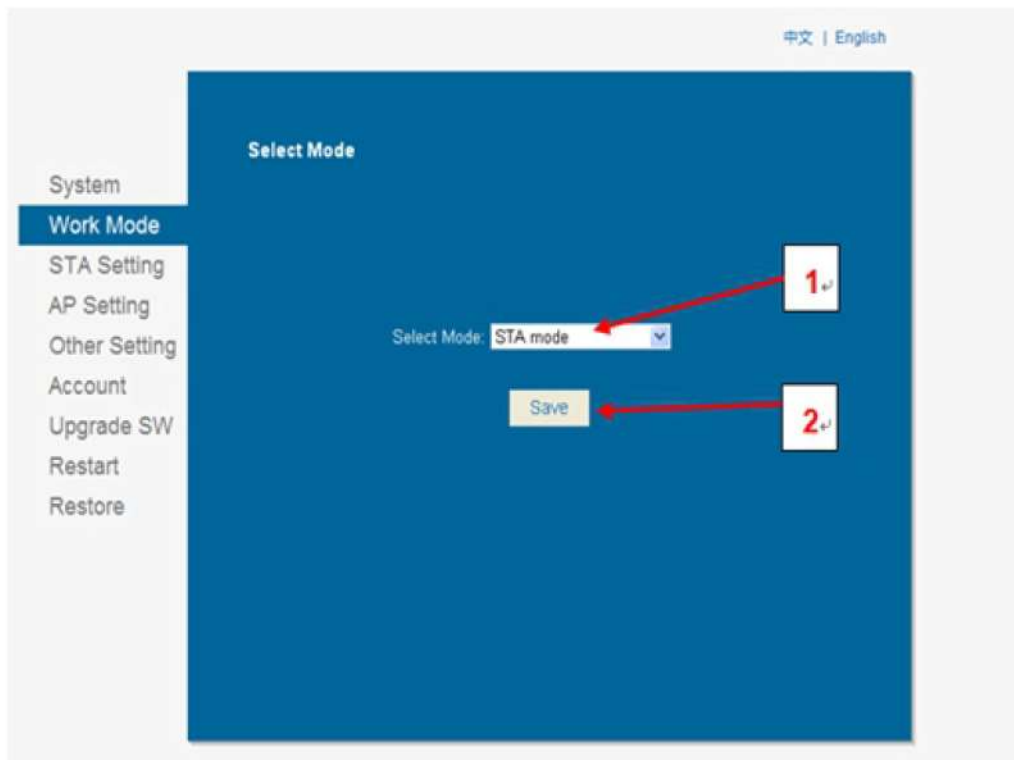 中文 | English
Select Mode
System
Work Mode
STA Setting
AP Setting
Other Setting
Account
Upgrade SW
Restart
Restore
Select Mode: STA mode
Save
1↵
2↵